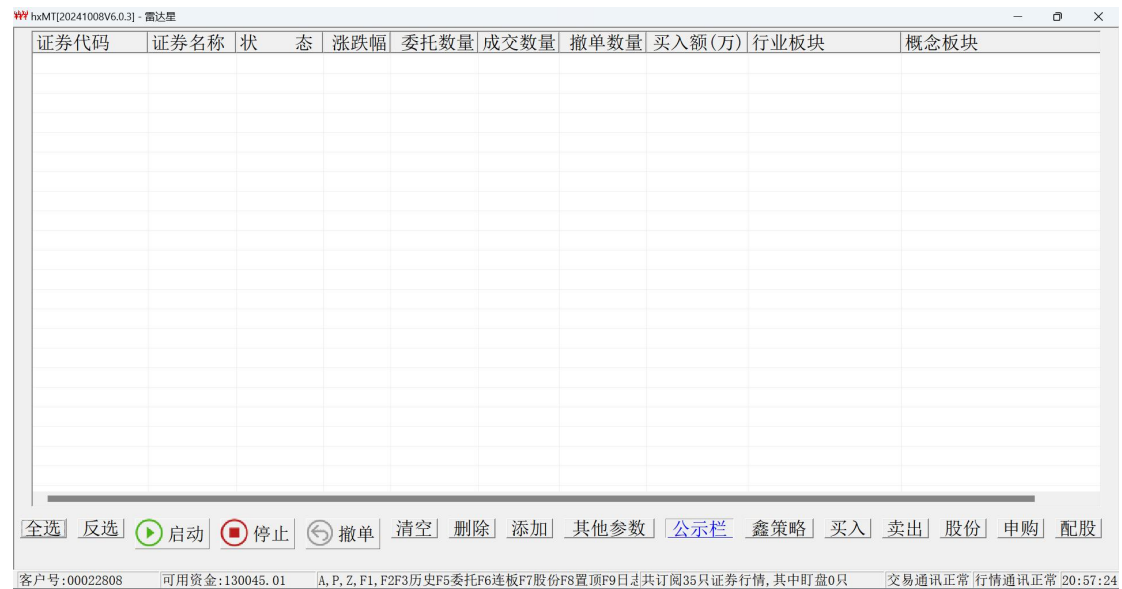 hxMT[20241008V6.0.3] - 雷达星
证券代码 证券名称 状 态 涨跌幅 委托数量 成交数量 撤单数量 买入额(万) 行业板块 概念板块
全选 反选 启动 停止 撤单 清空 删除 添加 其他参数 公示栏 鑫策略 买入 卖出 股份 申购 配股
客户号:00022808 可用资金:130045.01 A,P,Z,F1,F2F3历史F5委托F6连板F7股份F8置顶F9日志 共订阅35只证券行情,其中盯盘0只 交易通讯正常 行情通讯正常 20:57:24